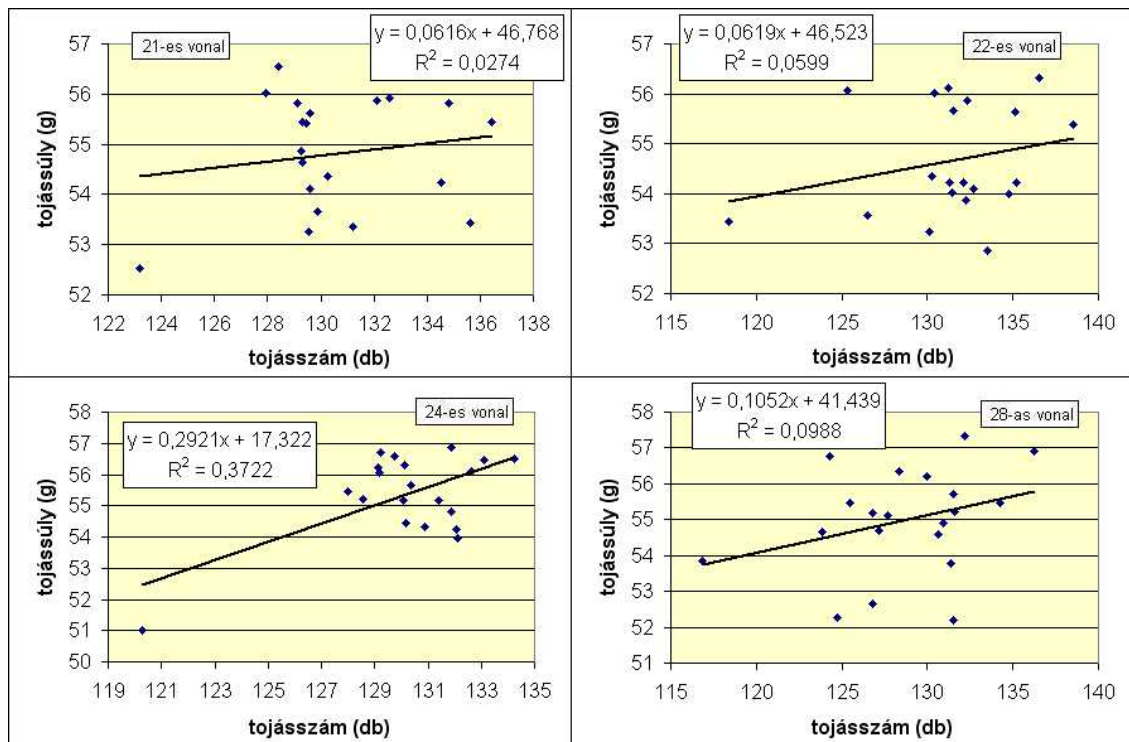 21-es vonal
y = 0,0616x + 46,768
R² = 0,0274
57
56
55
54
53
52
tojássúly (g)
122 124 126 128 130 132 134 136 138
tojásszám (db)
y = 0,0619x + 46,523
R² = 0,0599
22-es vonal
57
56
55
54
53
52
tojássúly (g)
115 120 125 130 135 140
tojásszám (db)
24-es vonal
y = 0,2921x + 17,322
R² = 0,3722
58
57
56
55
54
53
52
51
50
tojássúly (g)
119 121 123 125 127 129 131 133 135
tojásszám (db)
y = 0,1052x + 41,439
R² = 0,0988
28-as vonal
58
57
56
55
54
53
52
51
tojássúly (g)
115 120 125 130 135 140
tojásszám (db)